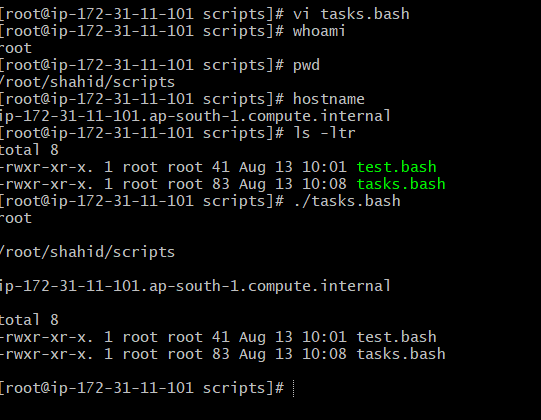 [root@ip-172-31-11-101 scripts]# vi tasks.bash
[root@ip-172-31-11-101 scripts]# whoami
root
[root@ip-172-31-11-101 scripts]# pwd
/root/shahid/scripts
[root@ip-172-31-11-101 scripts]# hostname
ip-172-31-11-101.ap-south-1.compute.internal
[root@ip-172-31-11-101 scripts]# ls -ltr
total 8
-rwxr-xr-x. 1 root root 41 Aug 13 10:01 test.bash
-rwxr-xr-x. 1 root root 83 Aug 13 10:08 tasks.bash
[root@ip-172-31-11-101 scripts]# ./tasks.bash
root
/root/shahid/scripts
ip-172-31-11-101.ap-south-1.compute.internal
total 8
-rwxr-xr-x. 1 root root 41 Aug 13 10:01 test.bash
-rwxr-xr-x. 1 root root 83 Aug 13 10:08 tasks.bash
[root@ip-172-31-11-101 scripts]#